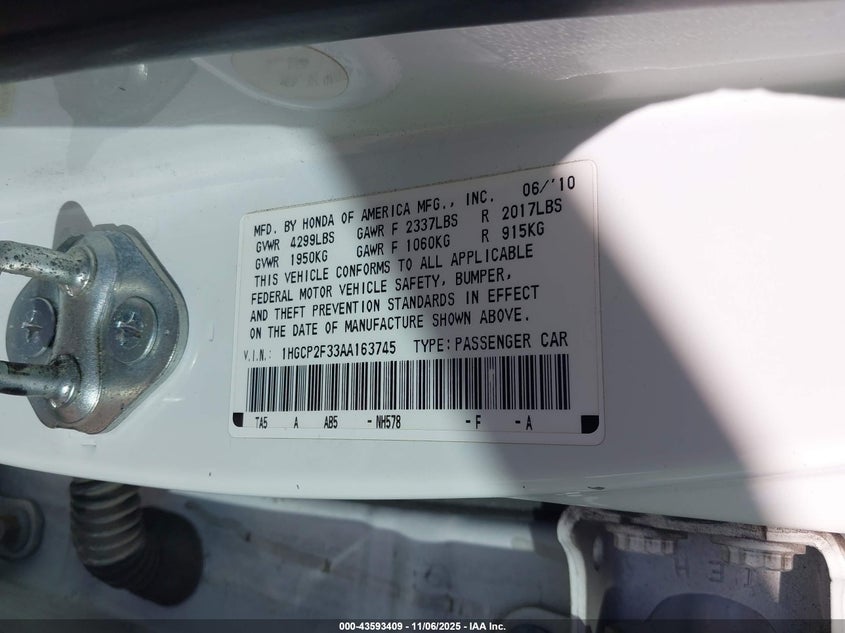 MFD. BY HONDA OF AMERICA MFG., INC. 06/'10
GVWR 4299LBS GAWR F 2337LBS R 2017LBS
GVWR 1950KG GAWR F 1060KG R 915KG
THIS VEHICLE CONFORMS TO ALL APPLICABLE
FEDERAL MOTOR VEHICLE SAFETY, BUMPER,
AND THEFT PREVENTION STANDARDS IN EFFECT
ON THE DATE OF MANUFACTURE SHOWN ABOVE.
V.I.N.: 1HGCP2F33AA163745 TYPE:PASSENGER CAR
TA5 A AB5 -NH578 -F -A
000-43593409 - 11/06/2025 - IAA Inc.